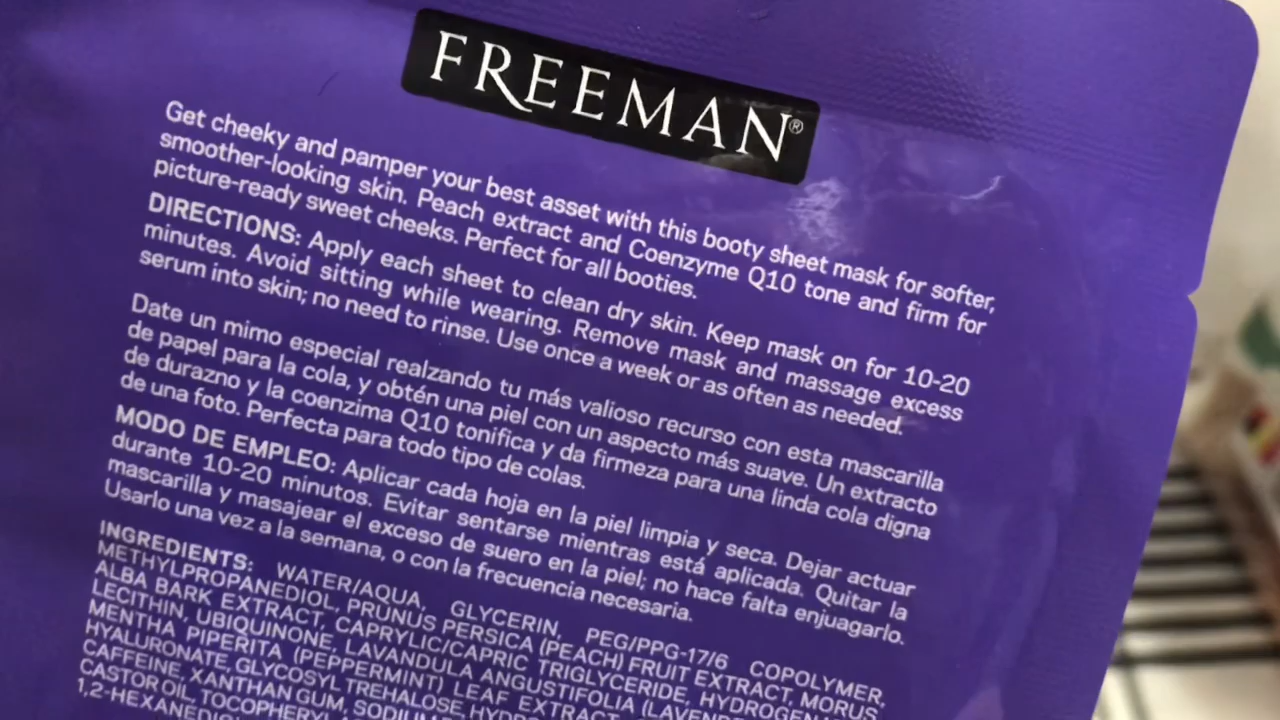 FREEMAN®
Get cheeky and pamper your best asset with this booty sheet mask for softer,
smoother-looking skin. Peach extract and Coenzyme Q10 tone and firm for
picture-ready sweet cheeks. Perfect for all booties.
DIRECTIONS: Apply each sheet to clean dry skin. Keep mask on for 10-20
minutes. Avoid sitting while wearing. Remove mask and massage excess
serum into skin; no need to rinse. Use once a week or as often as needed.
Date un mimo especial realzando tu más valioso recurso con esta mascarilla
de papel para la cola, y obtén una piel con un aspecto más suave. Un extracto
de durazno y la coenzima Q10 tonifica y da firmeza para una linda cola digna
de una foto. Perfecta para todo tipo de colas.
MODO DE EMPLEO: Aplicar cada hoja en la piel limpia y seca. Dejar actuar
durante 10-20 minutos. Evitar sentarse mientras está aplicada. Quitar la
mascarilla y masajear el exceso de suero en la piel; no hace falta enjuagarlo.
Usarlo una vez a la semana, o con la frecuencia necesaria.
INGREDIENTS: WATER/AQUA, GLYCERIN, PEG/PPG-17/6 COPOLYMER,
METHYLPROPANEDIOL, PRUNUS PERSICA (PEACH) FRUIT EXTRACT, MORUS
ALBA BARK EXTRACT, CAPRYLIC/CAPRIC TRIGLYCERIDE,
LECITHIN, UBIQUINONE, LAVANDULA ANGUSTIFOLIA
MENTHA PIPERITA (PEPPERMINT) LEAF EXTRACT,
HYALURONATE, GLYCOSYL TREHALOSE,
CAFFEINE, XANTHAN GUM,
CASTOR OIL,